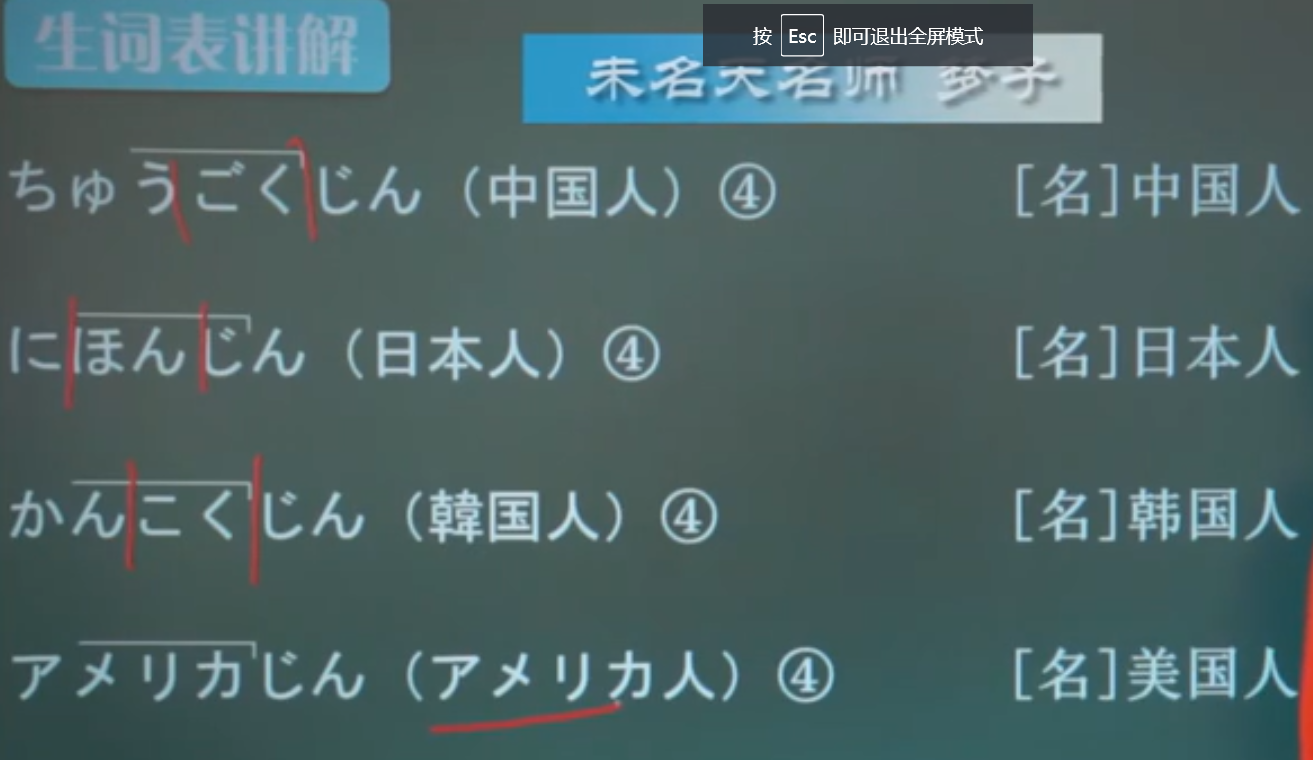 生词表讲解
按 Esc 即可退出全屏模式
未名天名师 梦子
ちゅうごくじん（中国人）④ [名]中国人
にほんじん（日本人）④ [名]日本人
かんこくじん（韓国人）④ [名]韩国人
アメリカじん（アメリカ人）④ [名]美国人